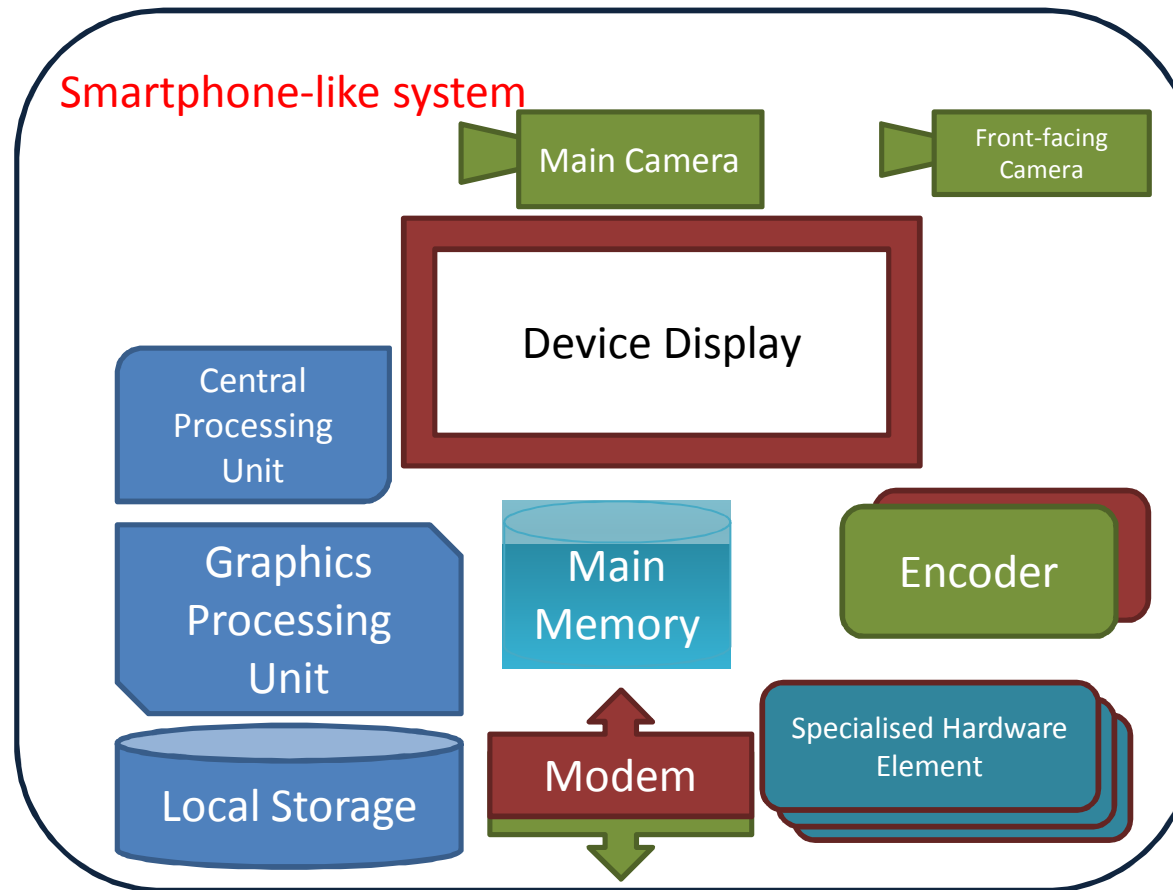 Smartphone-like system
Main Camera
Front-facing
Camera
Device Display
Central
Processing
Unit
Graphics
Processing
Unit
Main
Memory
Encoder
Local Storage
Modem
Specialised Hardware
Element